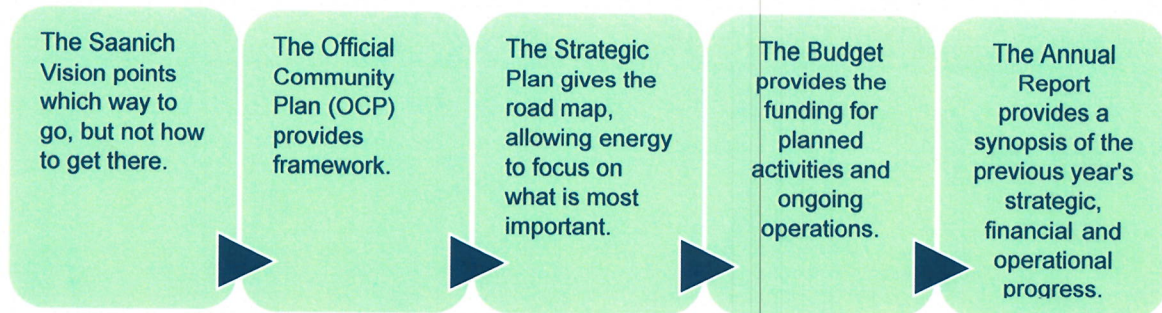 The Saanich
Vision points
which way to
go, but not how
to get there.
The Official
Community
Plan (OCP)
provides
framework.
The Strategic
Plan gives the
road map,
allowing energy
to focus on
what is most
important.
The Budget
provides the
funding for
planned
activities and
ongoing
operations.
The Annual
Report
provides a
synopsis of the
previous year's
strategic,
financial and
operational
progress.